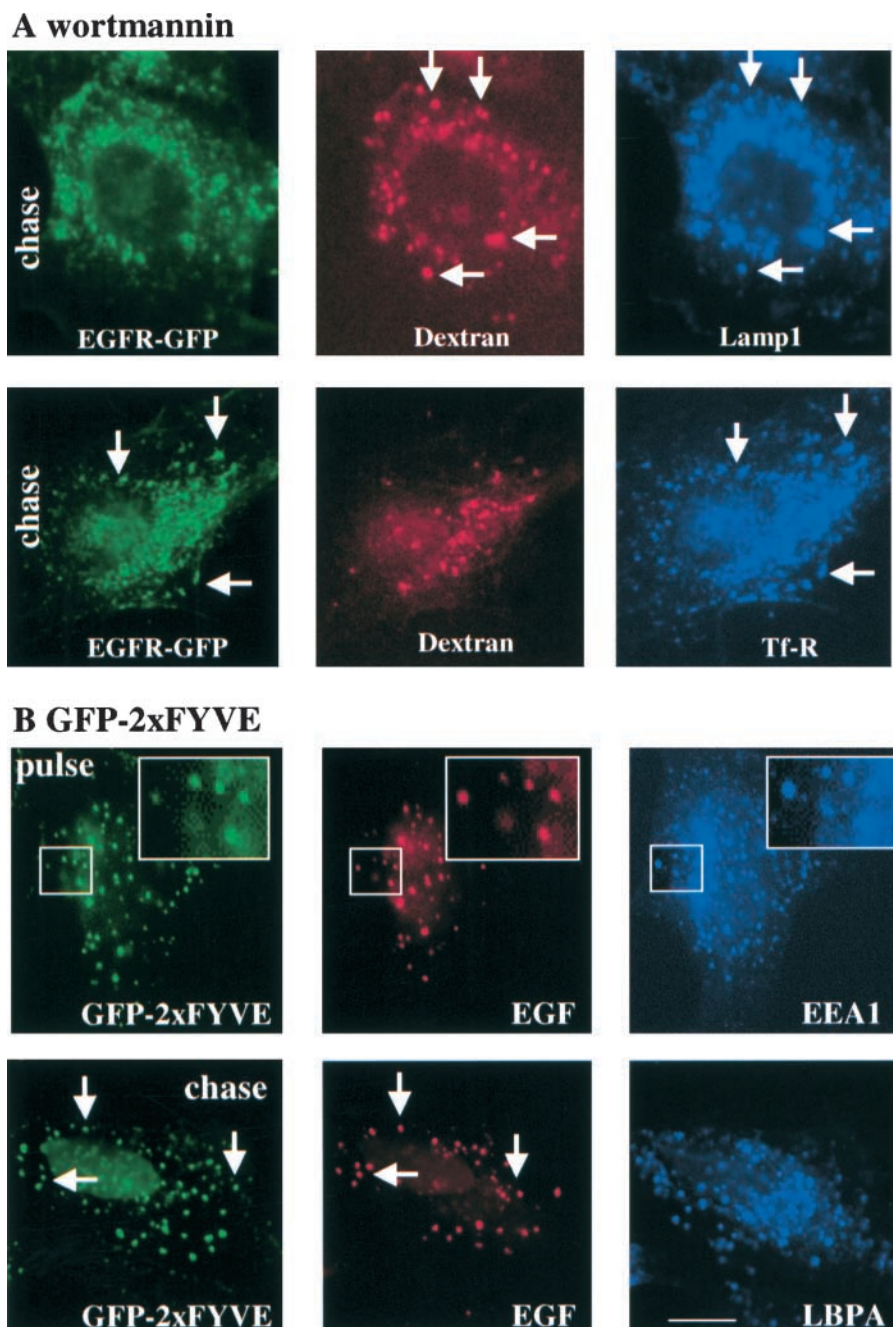 A wortmannin
chase
EGFR-GFP
Dextran
Lamp1
chase
EGFR-GFP
Dextran
Tf-R
B GFP-2xFYVE
pulse
GFP-2xFYVE
EGF
EEA1
chase
GFP-2xFYVE
EGF
LBPA